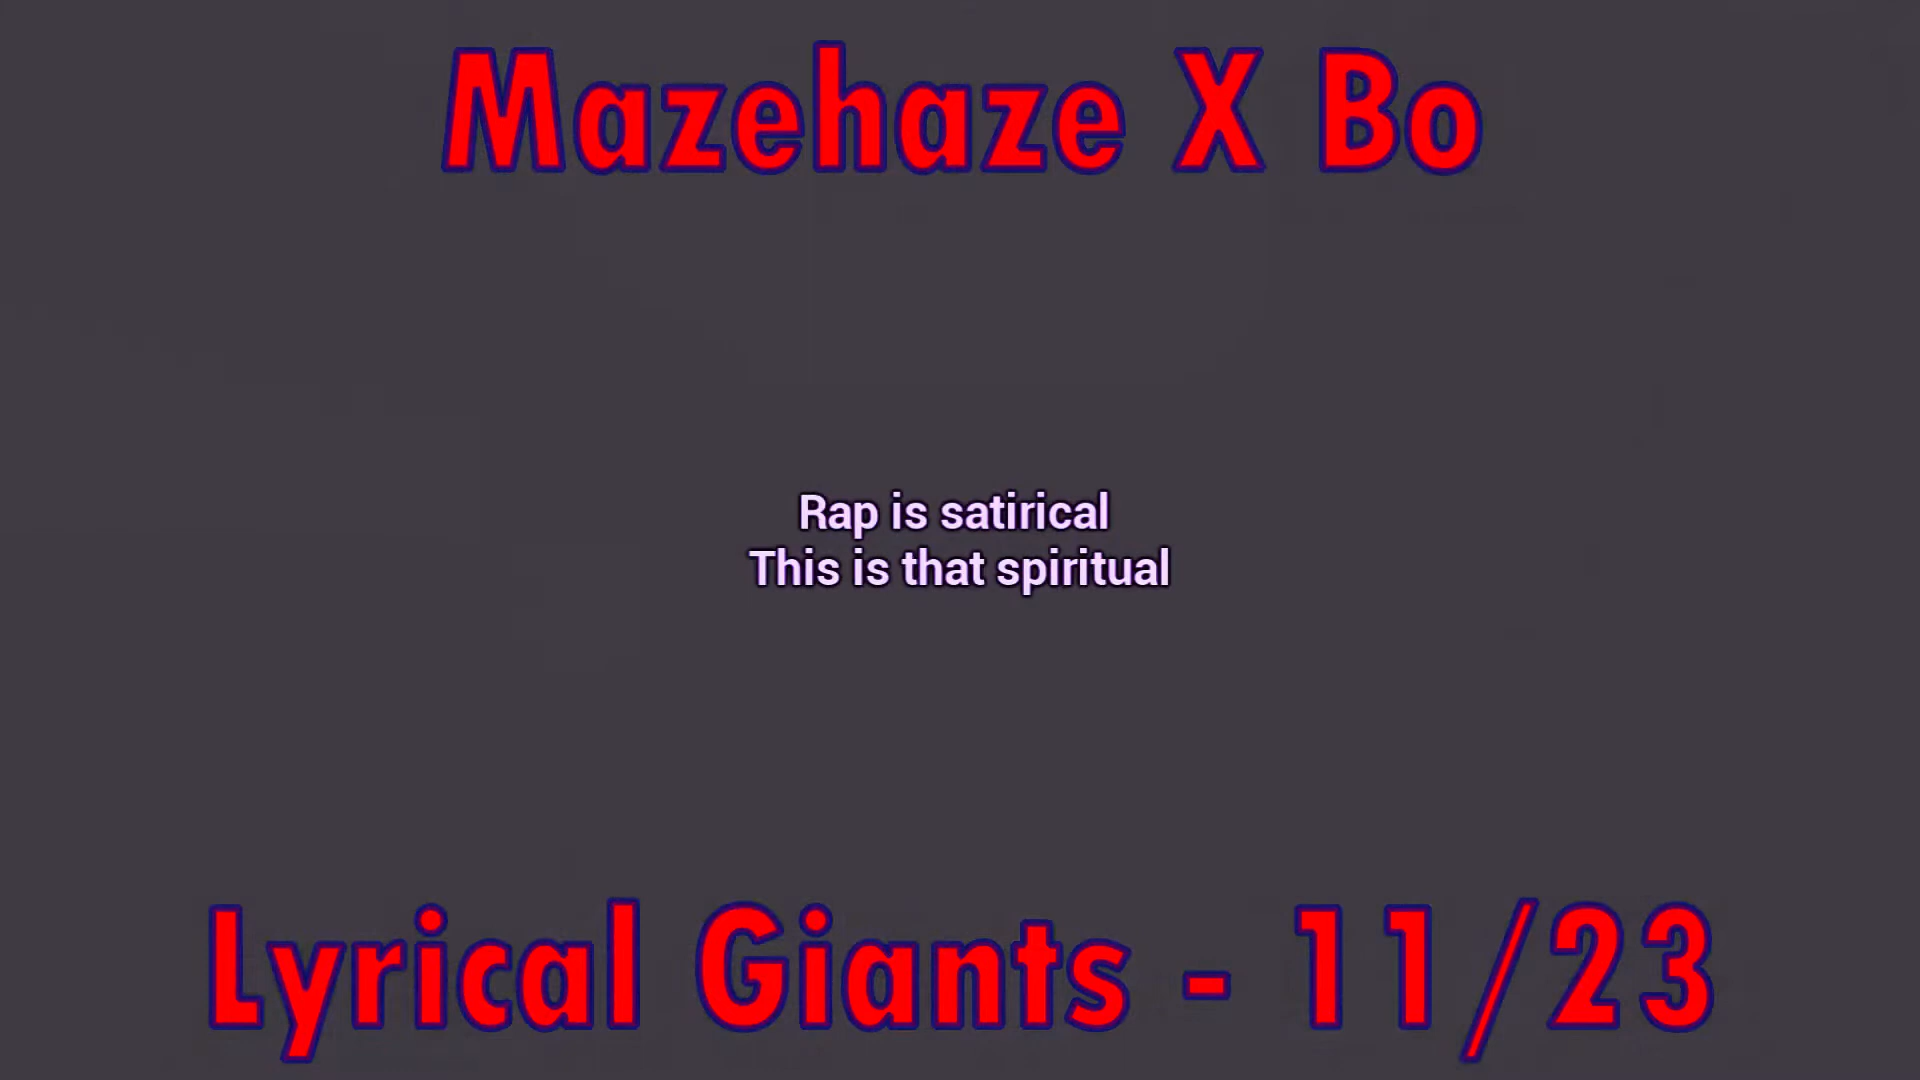 Mazehaze X Bo
Rap is satirical
This is that spiritual
Lyrical Giants - 11/23